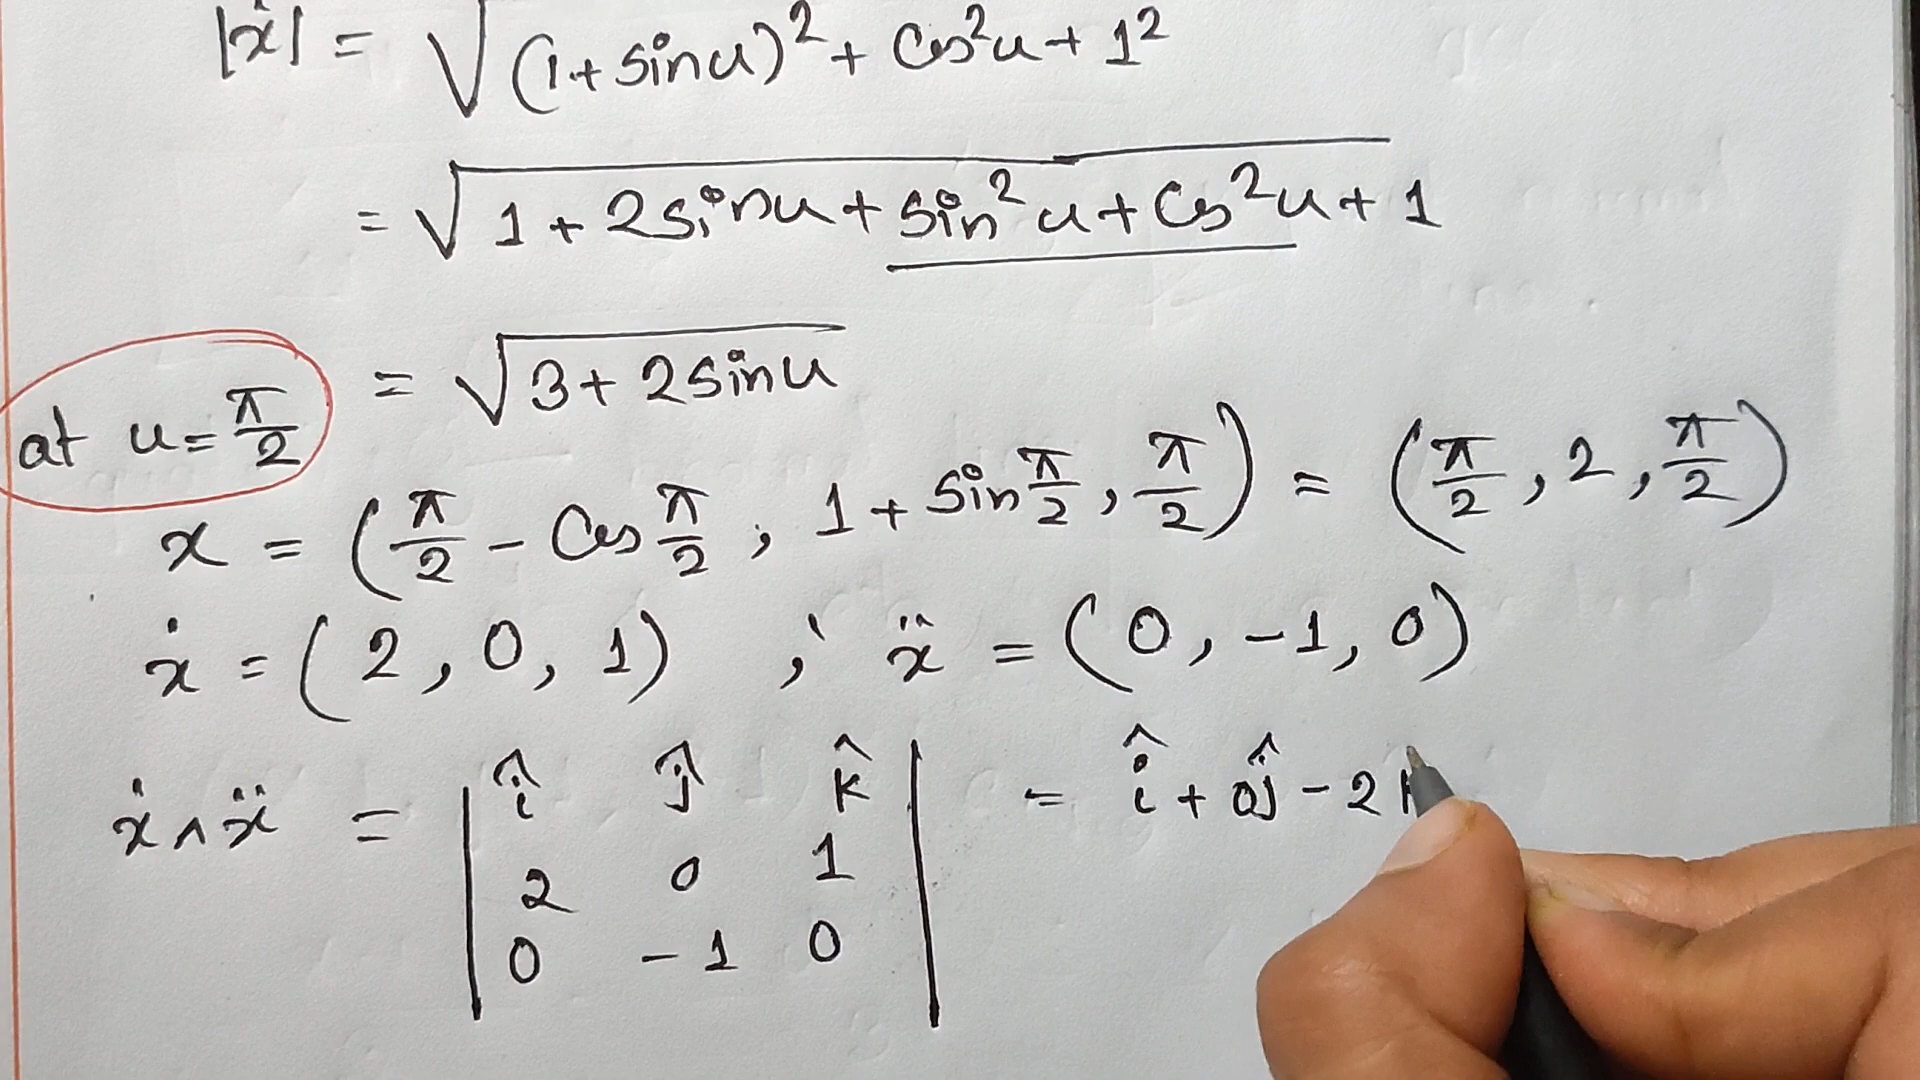 |ẋ| = √(1+sinu)² + Cos²u + 1²
= √1 + 2sinu + sin²u + Cos²u + 1
= √3 + 2sinu
at u = π/2
x = (π/2 - Cos π/2, 1 + sin π/2, π/2) = (π/2, 2, π/2)
ẋ = (2, 0, 1) ; ẍ = (0, -1, 0)
ẋ ∧ ẍ = | î ĵ k̂ | = î + 0ĵ - 2
2 0 1
0 -1 0